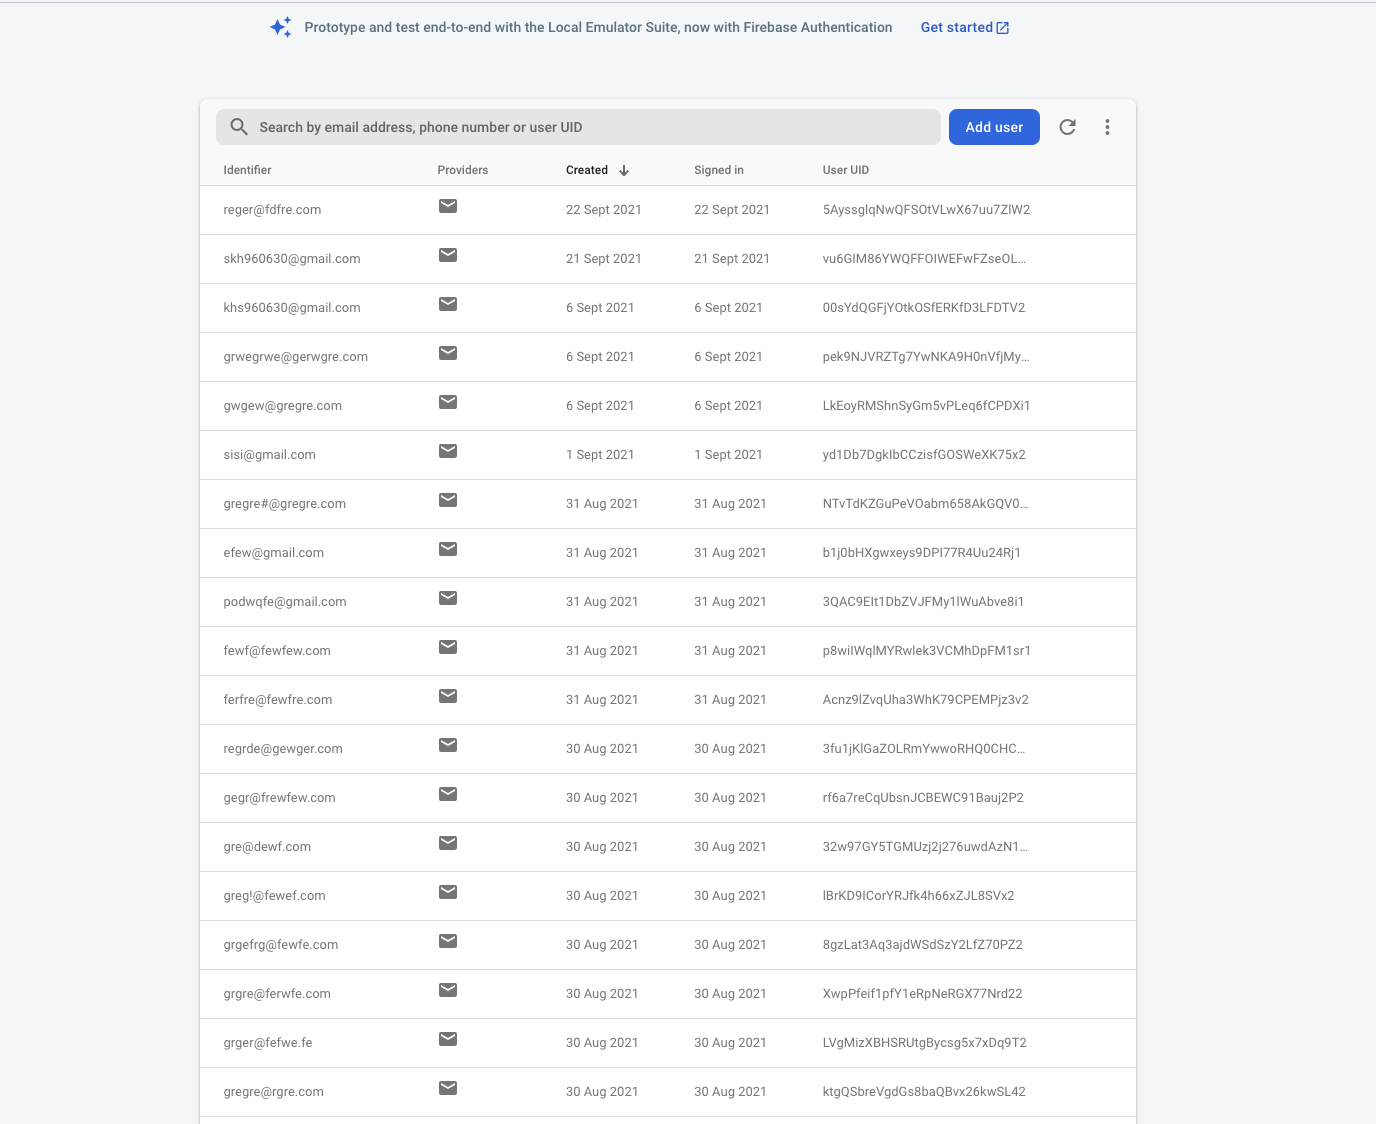 Prototype and test end-to-end with the Local Emulator Suite, now with Firebase Authentication Get started
Search by email address, phone number or user UID Add user
Identifier Providers Created Signed in User UID
reger@fdfre.com 22 Sept 2021 22 Sept 2021 5AyssglqNwQFSOtVLwX67uu7ZlW2
skh960630@gmail.com 21 Sept 2021 21 Sept 2021 vu6GIM86YWQFFOIWEFwFZseOL…
khs960630@gmail.com 6 Sept 2021 6 Sept 2021 00sYdQGFjYOtkOSfERKfD3LFDTV2
grwegrwe@gerwgre.com 6 Sept 2021 6 Sept 2021 pek9NJVRZTg7YwNKA9H0nVfjMy…
gwgew@gregre.com 6 Sept 2021 6 Sept 2021 LkEoyRMShnSyGm5vPLeq6fCPDXi1
sisi@gmail.com 1 Sept 2021 1 Sept 2021 yd1Db7DgkIbCCzisfGOSWeXK75x2
gregre#@gregre.com 31 Aug 2021 31 Aug 2021 NTvTdKZGuPeVOabm658AkGQV0…
efew@gmail.com 31 Aug 2021 31 Aug 2021 b1j0bHXgwxeys9DPI77R4Uu24Rj1
podwqfe@gmail.com 31 Aug 2021 31 Aug 2021 3QAC9EIt1DbZVJFMy1lWuAbve8i1
fewf@fewfew.com 31 Aug 2021 31 Aug 2021 p8wiIWqlMYRwlek3VCMhDpFM1sr1
ferfre@fewfre.com 31 Aug 2021 31 Aug 2021 Acnz9lZvqUha3WhK79CPEMPjz3v2
regrde@gewger.com 30 Aug 2021 30 Aug 2021 3fu1jKlGaZOLRmYwwoRHQ0CHC…
gegr@frewfew.com 30 Aug 2021 30 Aug 2021 rf6a7reCqUbsnJCBEWC91Bauj2P2
gre@dewf.com 30 Aug 2021 30 Aug 2021 32w97GY5TGMUzj2j276uwdAzN1…
greg!@fewef.com 30 Aug 2021 30 Aug 2021 lBrKD9ICorYRJfk4h66xZJL8SVx2
grgefrg@fewfe.com 30 Aug 2021 30 Aug 2021 8gzLat3Aq3ajdWSdSzY2LfZ70PZ2
grgre@ferwfe.com 30 Aug 2021 30 Aug 2021 XwpPfeif1pfY1eRpNeRGX77Nrd22
grger@fefwe.fe 30 Aug 2021 30 Aug 2021 LVgMizXBHSRUtgBycsg5x7xDq9T2
gregre@rgre.com 30 Aug 2021 30 Aug 2021 ktgQSbreVgdGs8baQBvx26kwSL42